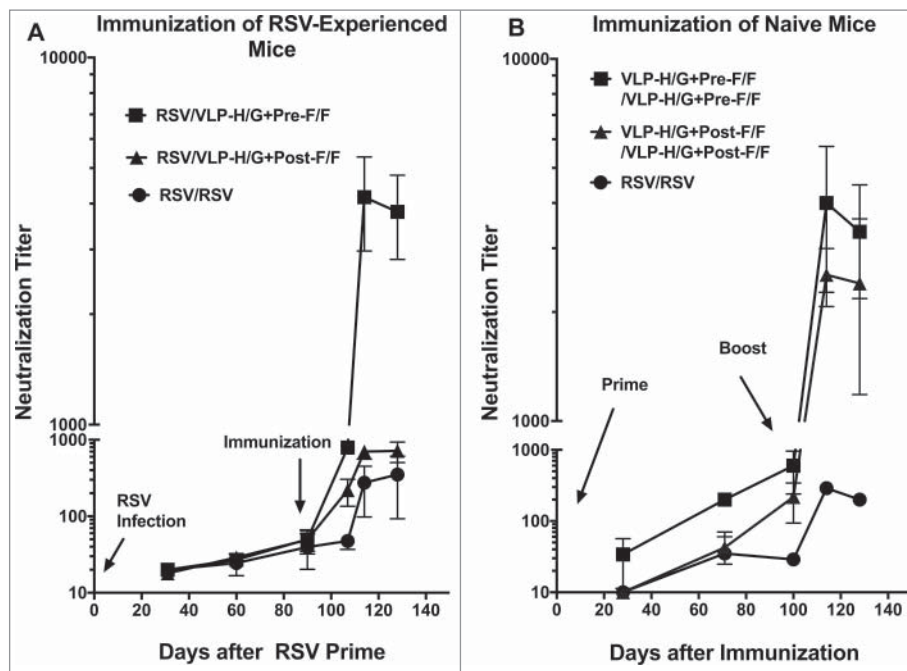 A
Immunization of RSV-Experienced
Mice
10000
RSV/VLP-H/G+Pre-F/F
RSV/VLP-H/G+Post-F/F
RSV/RSV
Neutralization Titer
1000
1000
Immunization
100
RSV
Infection
10
0 20 40 60 80 100 120 140
Days after RSV Prime
B
Immunization of Naive Mice
10000
VLP-H/G+Pre-F/F
/VLP-H/G+Pre-F/F
VLP-H/G+Post-F/F
/VLP-H/G+Post-F/F
RSV/RSV
Neutralization Titer
Boost
Prime
1000
1000
100
10
0 20 40 60 80 100 120 140
Days after Immunization